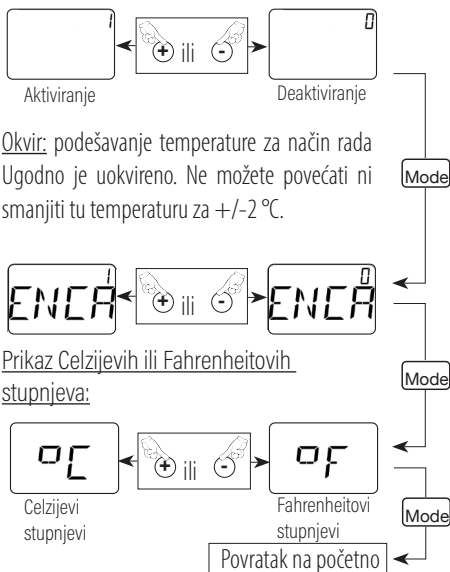 1 + ili - 0
Aktiviranje Deaktiviranje
Okvir: podešavanje temperature za način rada
Ugodno je uokvireno. Ne možete povećati ni
smanjiti tu temperaturu za +/-2 °C.
Mode
1 0
ENCA + ili - ENCA
Prikaz Celzijevih ili Fahrenheitovih
stupnjeva:
Mode
°C + ili - °F
Celzijevi
stupnjevi
Fahrenheitovi
stupnjevi
Mode
Povratak na početno